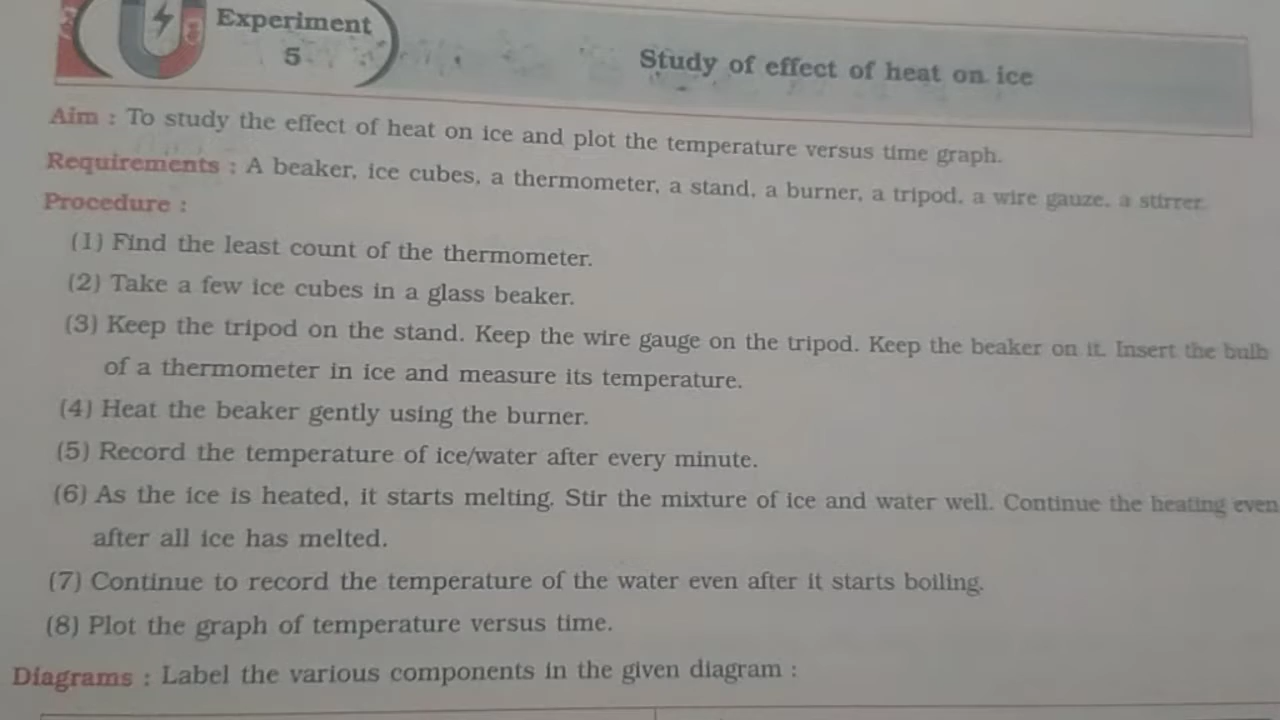 Experiment
5
Study of effect of heat on ice
Aim : To study the effect of heat on ice and plot the temperature versus time graph.
Requirements : A beaker, ice cubes, a thermometer, a stand, a burner, a tripod, a wire gauze, a stirrer.
Procedure :
(1) Find the least count of the thermometer.
(2) Take a few ice cubes in a glass beaker.
(3) Keep the tripod on the stand. Keep the wire gauge on the tripod. Keep the beaker on it. Insert the bulb
of a thermometer in ice and measure its temperature.
(4) Heat the beaker gently using the burner.
(5) Record the temperature of ice/water after every minute.
(6) As the ice is heated, it starts melting. Stir the mixture of ice and water well. Continue the heating even
after all ice has melted.
(7) Continue to record the temperature of the water even after it starts boiling.
(8) Plot the graph of temperature versus time.
Diagrams : Label the various components in the given diagram :